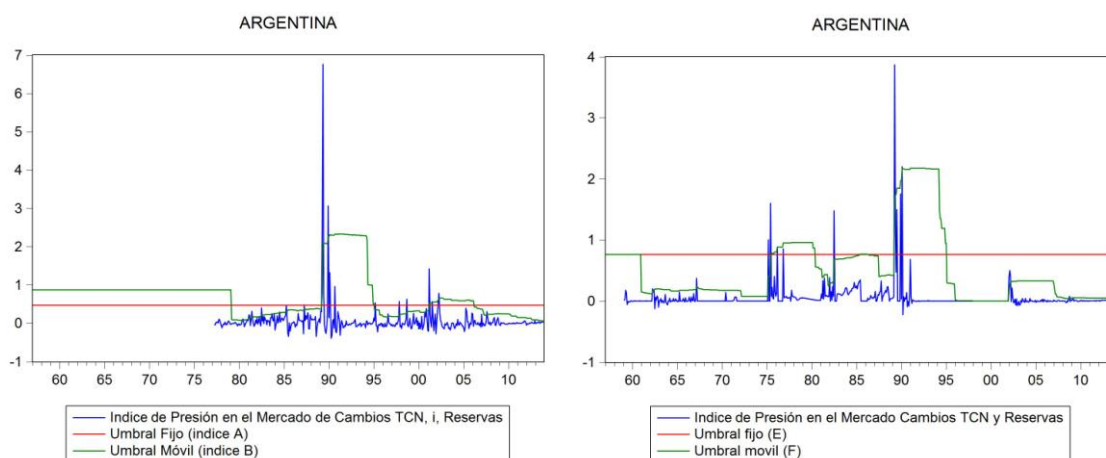 ARGENTINA
7
6
5
4
3
2
1
0
-1
60 65 70 75 80 85 90 95 00 05 10
Indice de Presión en el Mercado de Cambios TCN, i, Reservas
Umbral Fijo (indice A)
Umbral Móvil (indice B)
ARGENTINA
4
3
2
1
0
-1
60 65 70 75 80 85 90 95 00 05 10
Indice de Presión en el Mercado Cambios TCN y Reservas
Umbral fijo (E)
Umbral movil (F)